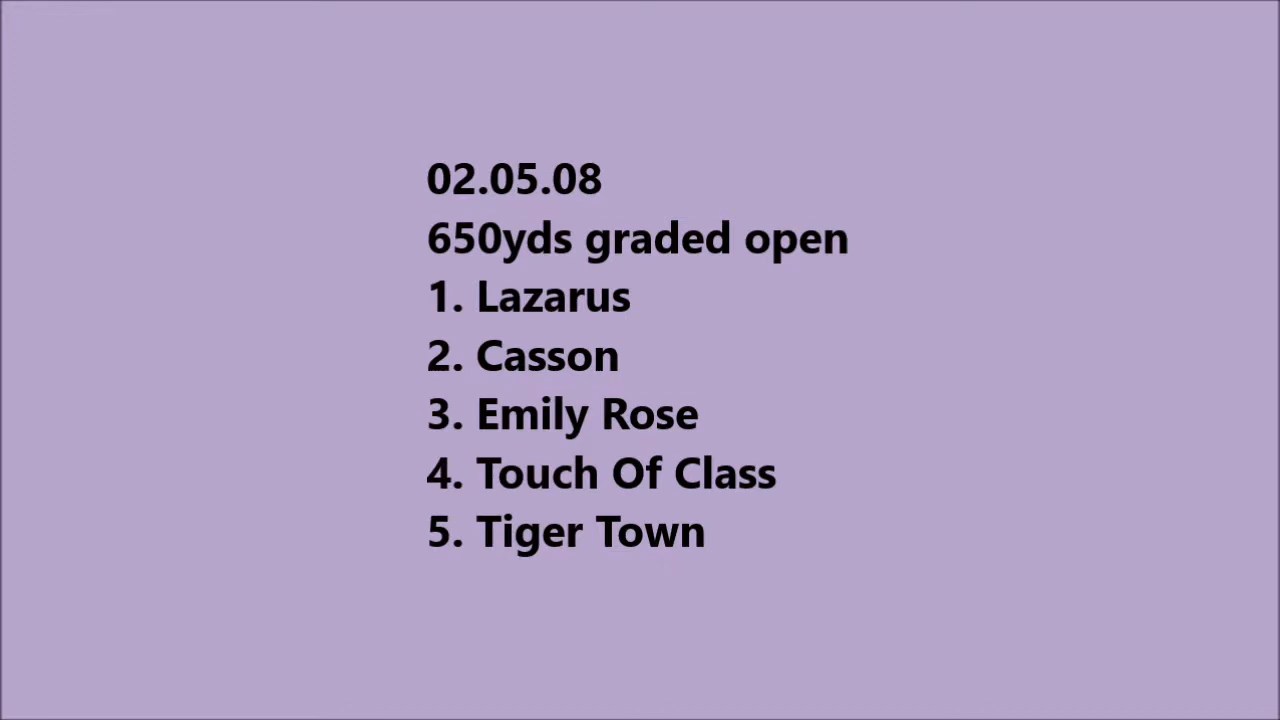 02.05.08
650yds graded open
1. Lazarus
2. Casson
3. Emily Rose
4. Touch Of Class
5. Tiger Town